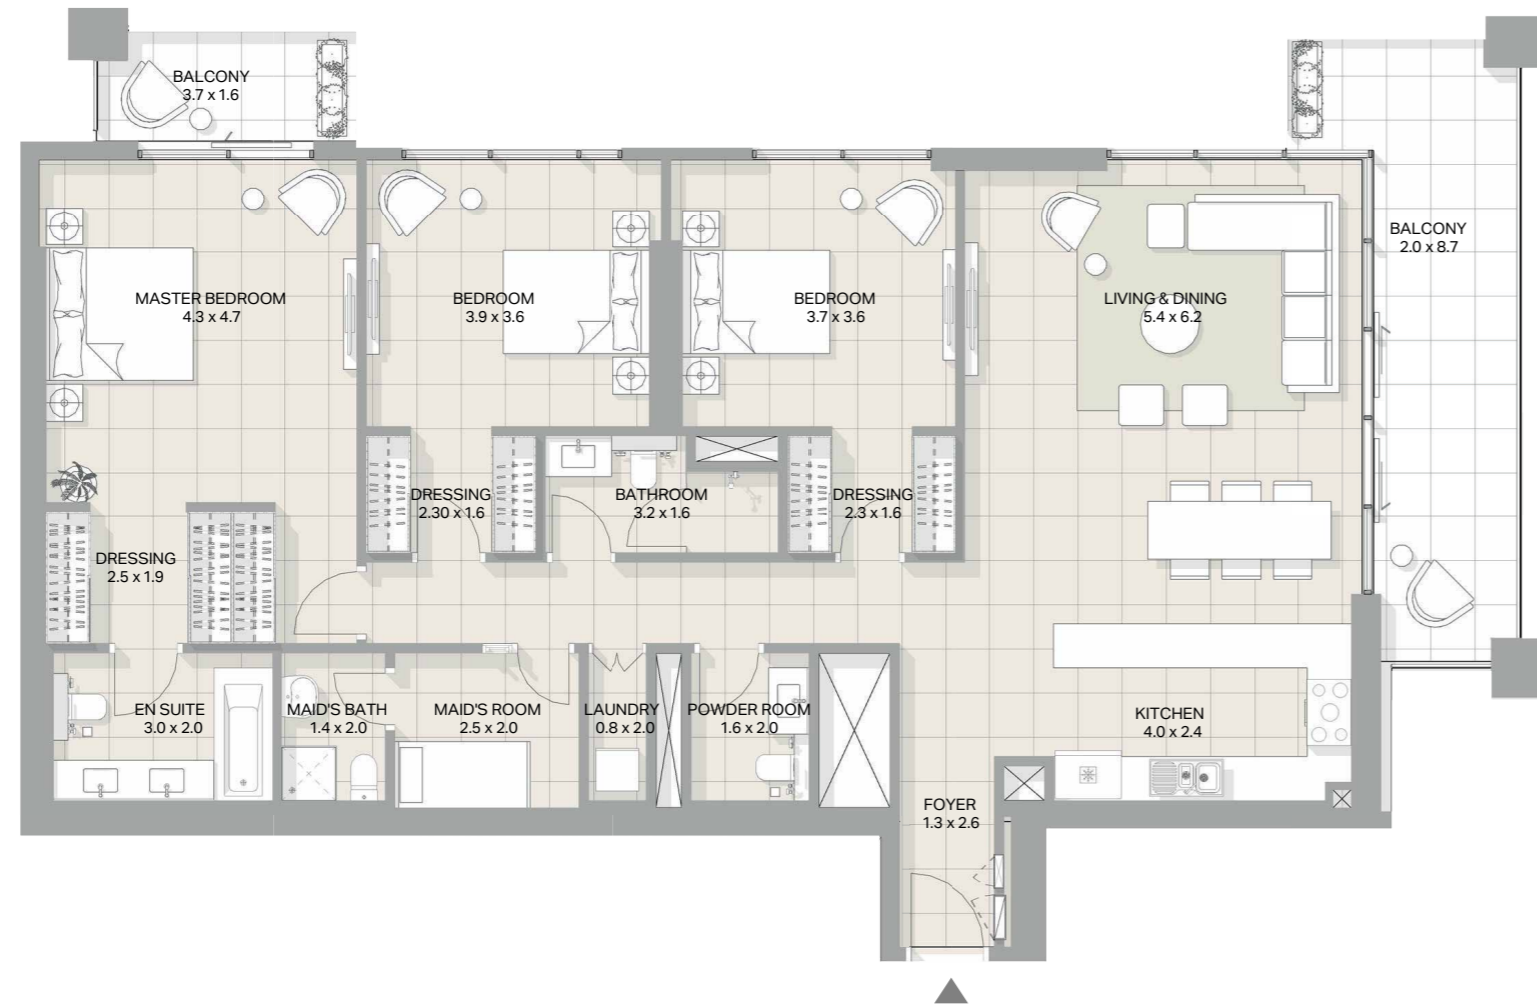 BALCONY
3.7 x 1.6
BALCONY
2.0 x 8.7
MASTER BEDROOM
4.3 x 4.7
BEDROOM
3.9 x 3.6
BEDROOM
3.7 x 3.6
LIVING & DINING
5.4 x 6.2
DRESSING
2.30 x 1.6
BATHROOM
3.2 x 1.6
DRESSING
2.3 x 1.6
DRESSING
2.5 x 1.9
EN SUITE
3.0 x 2.0
MAID'S BATH
1.4 x 2.0
MAID'S ROOM
2.5 x 2.0
LAUNDRY
0.8 x 2.0
POWDER ROOM
1.6 x 2.0
KITCHEN
4.0 x 2.4
FOYER
1.3 x 2.6